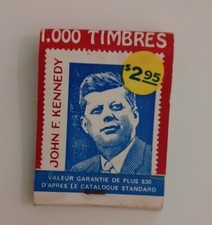 1.000 TIMBRES
$2.95
JOHN F. KENNEDY
VALEUR GARANTIE DE PLUS $30
D'APRES LE CATALOGUE STANDARD